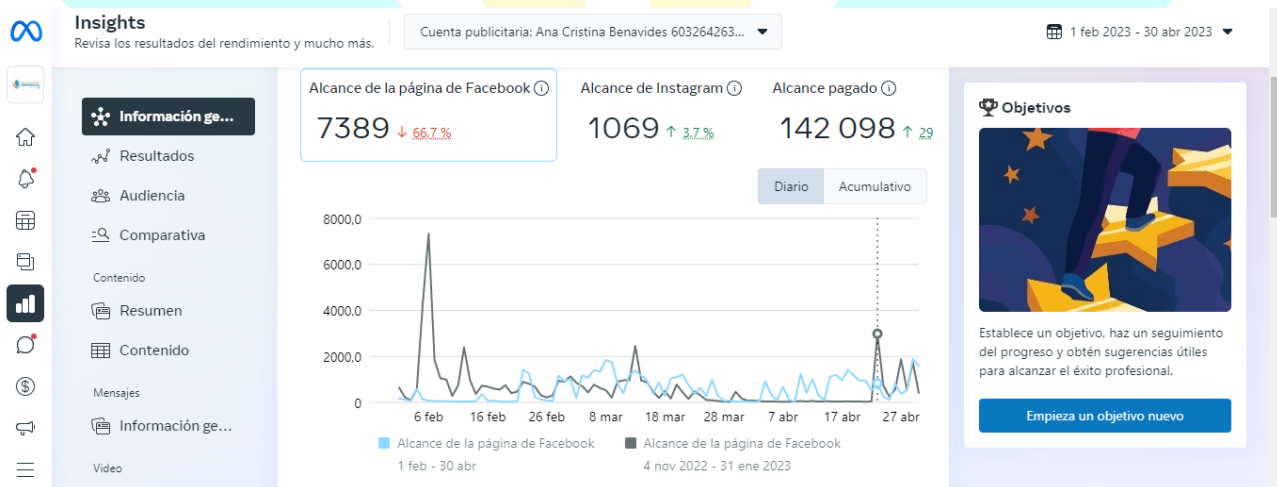 Insights
Revisa los resultados del rendimiento y mucho más.
Cuenta publicitaria: Ana Cristina Benavides 603264263...
1 feb 2023 - 30 abr 2023
Información ge...
Resultados
Audiencia
Comparativa
Contenido
Resumen
Contenido
Mensajes
Información ge...
Video
Alcance de la página de Facebook
7389 ↓ 66,7 %
Alcance de Instagram
1069 ↑ 3,7 %
Alcance pagado
142 098 ↑ 29
Diario
Acumulativo
8000,0
6000,0
4000,0
2000,0
0
6 feb 16 feb 26 feb 8 mar 18 mar 28 mar 7 abr 17 abr 27 abr
Alcance de la página de Facebook
1 feb - 30 abr
Alcance de la página de Facebook
4 nov 2022 - 31 ene 2023
Objetivos
Establece un objetivo, haz un seguimiento
del progreso y obtén sugerencias útiles
para alcanzar el éxito profesional.
Empieza un objetivo nuevo